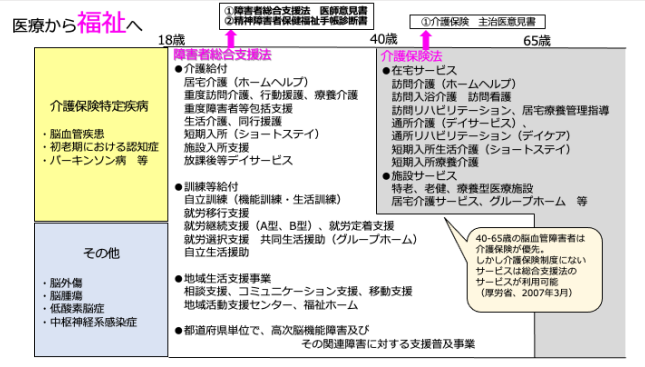 医療から福祉へ
①障害者総合支援法　医師意見書
②精神障害者保健福祉手帳診断書
①介護保険　主治医意見書
18歳
40歳
65歳
介護保険特定疾病
・脳血管疾患
・初老期における認知症
・パーキンソン病　等
その他
・脳外傷
・脳腫瘍
・低酸素脳症
・中枢神経系感染症
障害者総合支援法
●介護給付
居宅介護（ホームヘルプ）
重度訪問介護、行動援護、療養介護
重度障害者等包括支援
生活介護、同行援護
短期入所（ショートステイ）
施設入所支援
放課後等デイサービス
●訓練等給付
自立訓練（機能訓練・生活訓練）
就労移行支援
就労継続支援（A型、B型）、就労定着支援
就労選択支援　共同生活援助（グループホーム）
自立生活援助
●地域生活支援事業
相談支援、コミュニケーション支援、移動支援
地域活動支援センター、福祉ホーム
●都道府県単位で、高次脳機能障害及び
その関連障害に対する支援普及事業
介護保険法
●在宅サービス
訪問介護（ホームヘルプ）
訪問入浴介護　訪問看護
訪問リハビリテーション、居宅療養管理指導
通所介護（デイサービス）、
通所リハビリテーション（デイケア）
短期入所生活介護（ショートステイ）
短期入所療養介護
●施設サービス
特老、老健、療養型医療施設
居宅介護サービス、グループホーム　等
40-65歳の脳血管障害者は
介護保険が優先。
しかし介護保険制度にない
サービスは総合支援法の
サービスが利用可能
（厚労省、2007年3月）